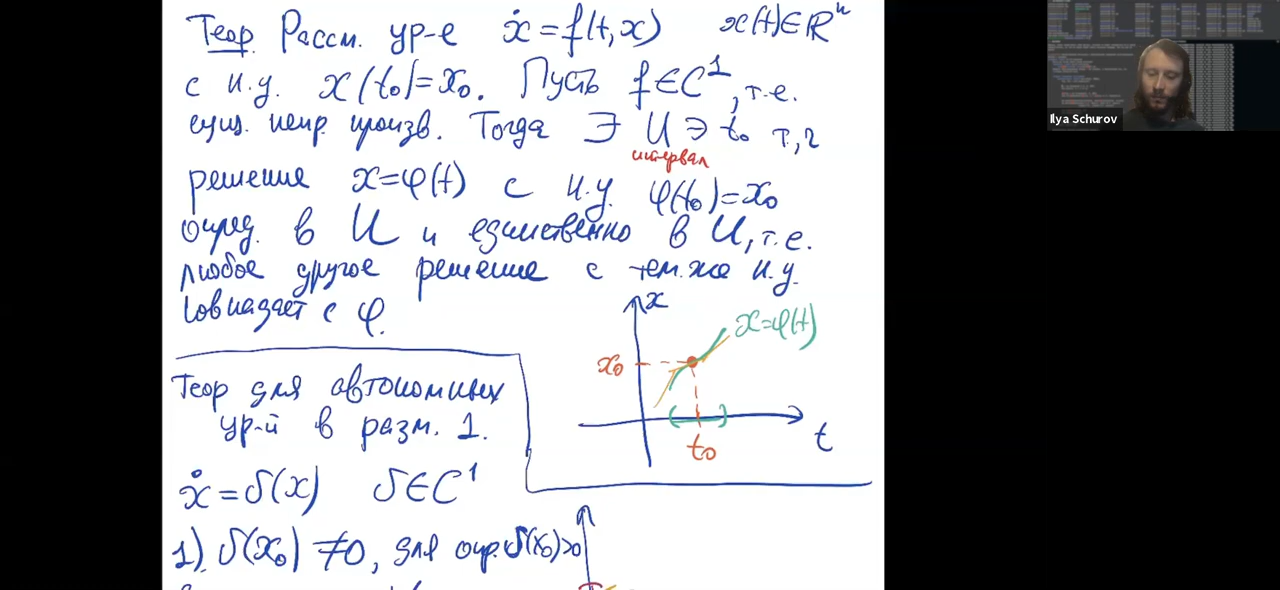 Теор. Рассм. ур-е ẋ = f(t,x) x(t)∈ℝⁿ
с н.у. x(t₀)=x₀. Пусть f∈C¹, т.е.
сущ. непр. произв. Тогда ∃ U∋t₀ т,ч
интервал
решение x=φ(t) с н.у. φ(t₀)=x₀
опред. в U и единственно в U, т.е.
любое другое решение с тем.же н.у.
совпадает с φ.
x
x=φ(t)
x₀
t₀
t
Теор для автономных
ур-й в разм. 1.
ẋ = v(x) v∈C¹
1). v(x₀) ≠0, для опр. v(x₀)>0
Ilya Schurov